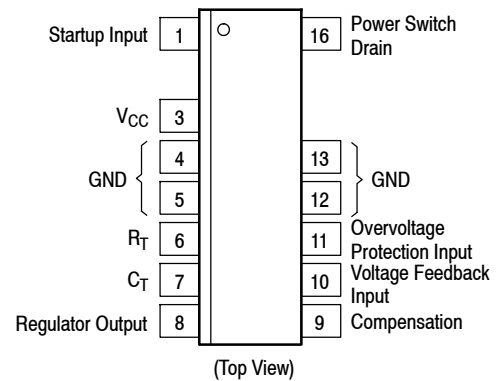 Startup Input 1
16 Power Switch
Drain
VCC 3
4 13
GND GND
5 12
RT 6
11 Overvoltage
Protection Input
CT 7
10 Voltage Feedback
Input
Regulator Output 8
9 Compensation
(Top View)